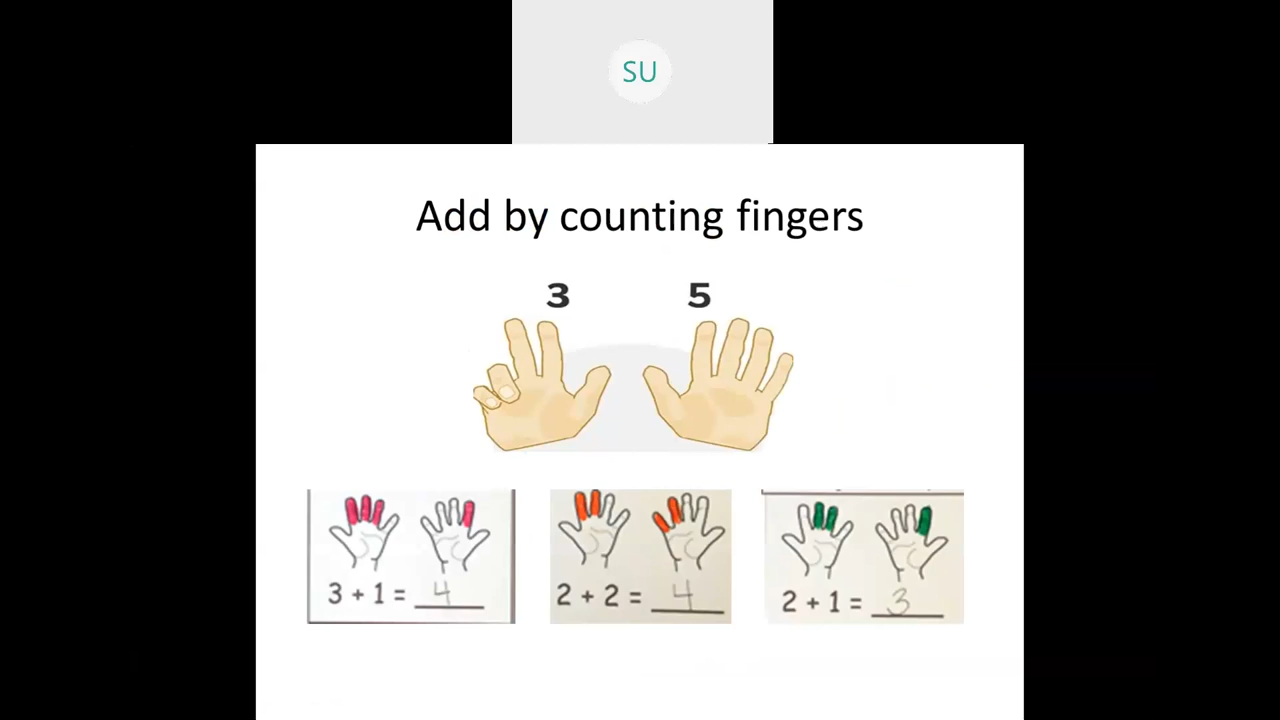 SU
Add by counting fingers
3 5
3 + 1 = 4
2 + 2 = 4
2 + 1 = 3